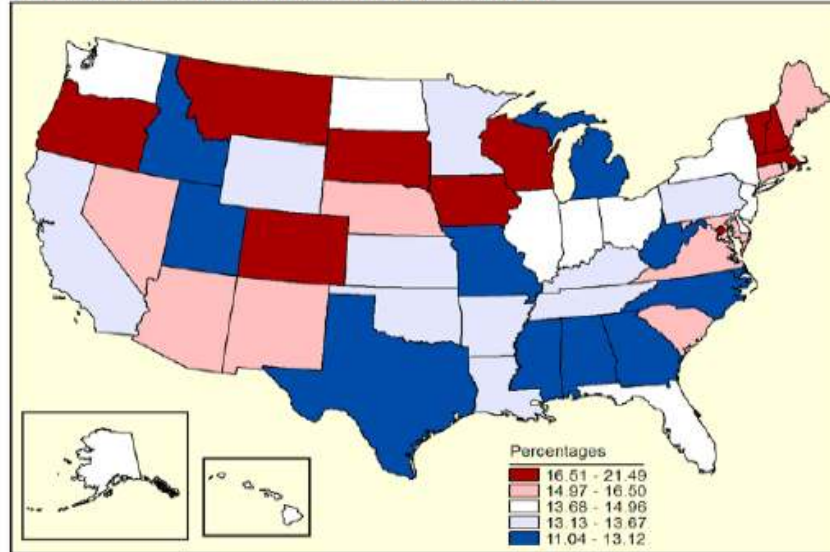 Percentages
16.51 - 21.49
14.97 - 16.50
13.68 - 14.96
13.13 - 13.67
11.04 - 13.12